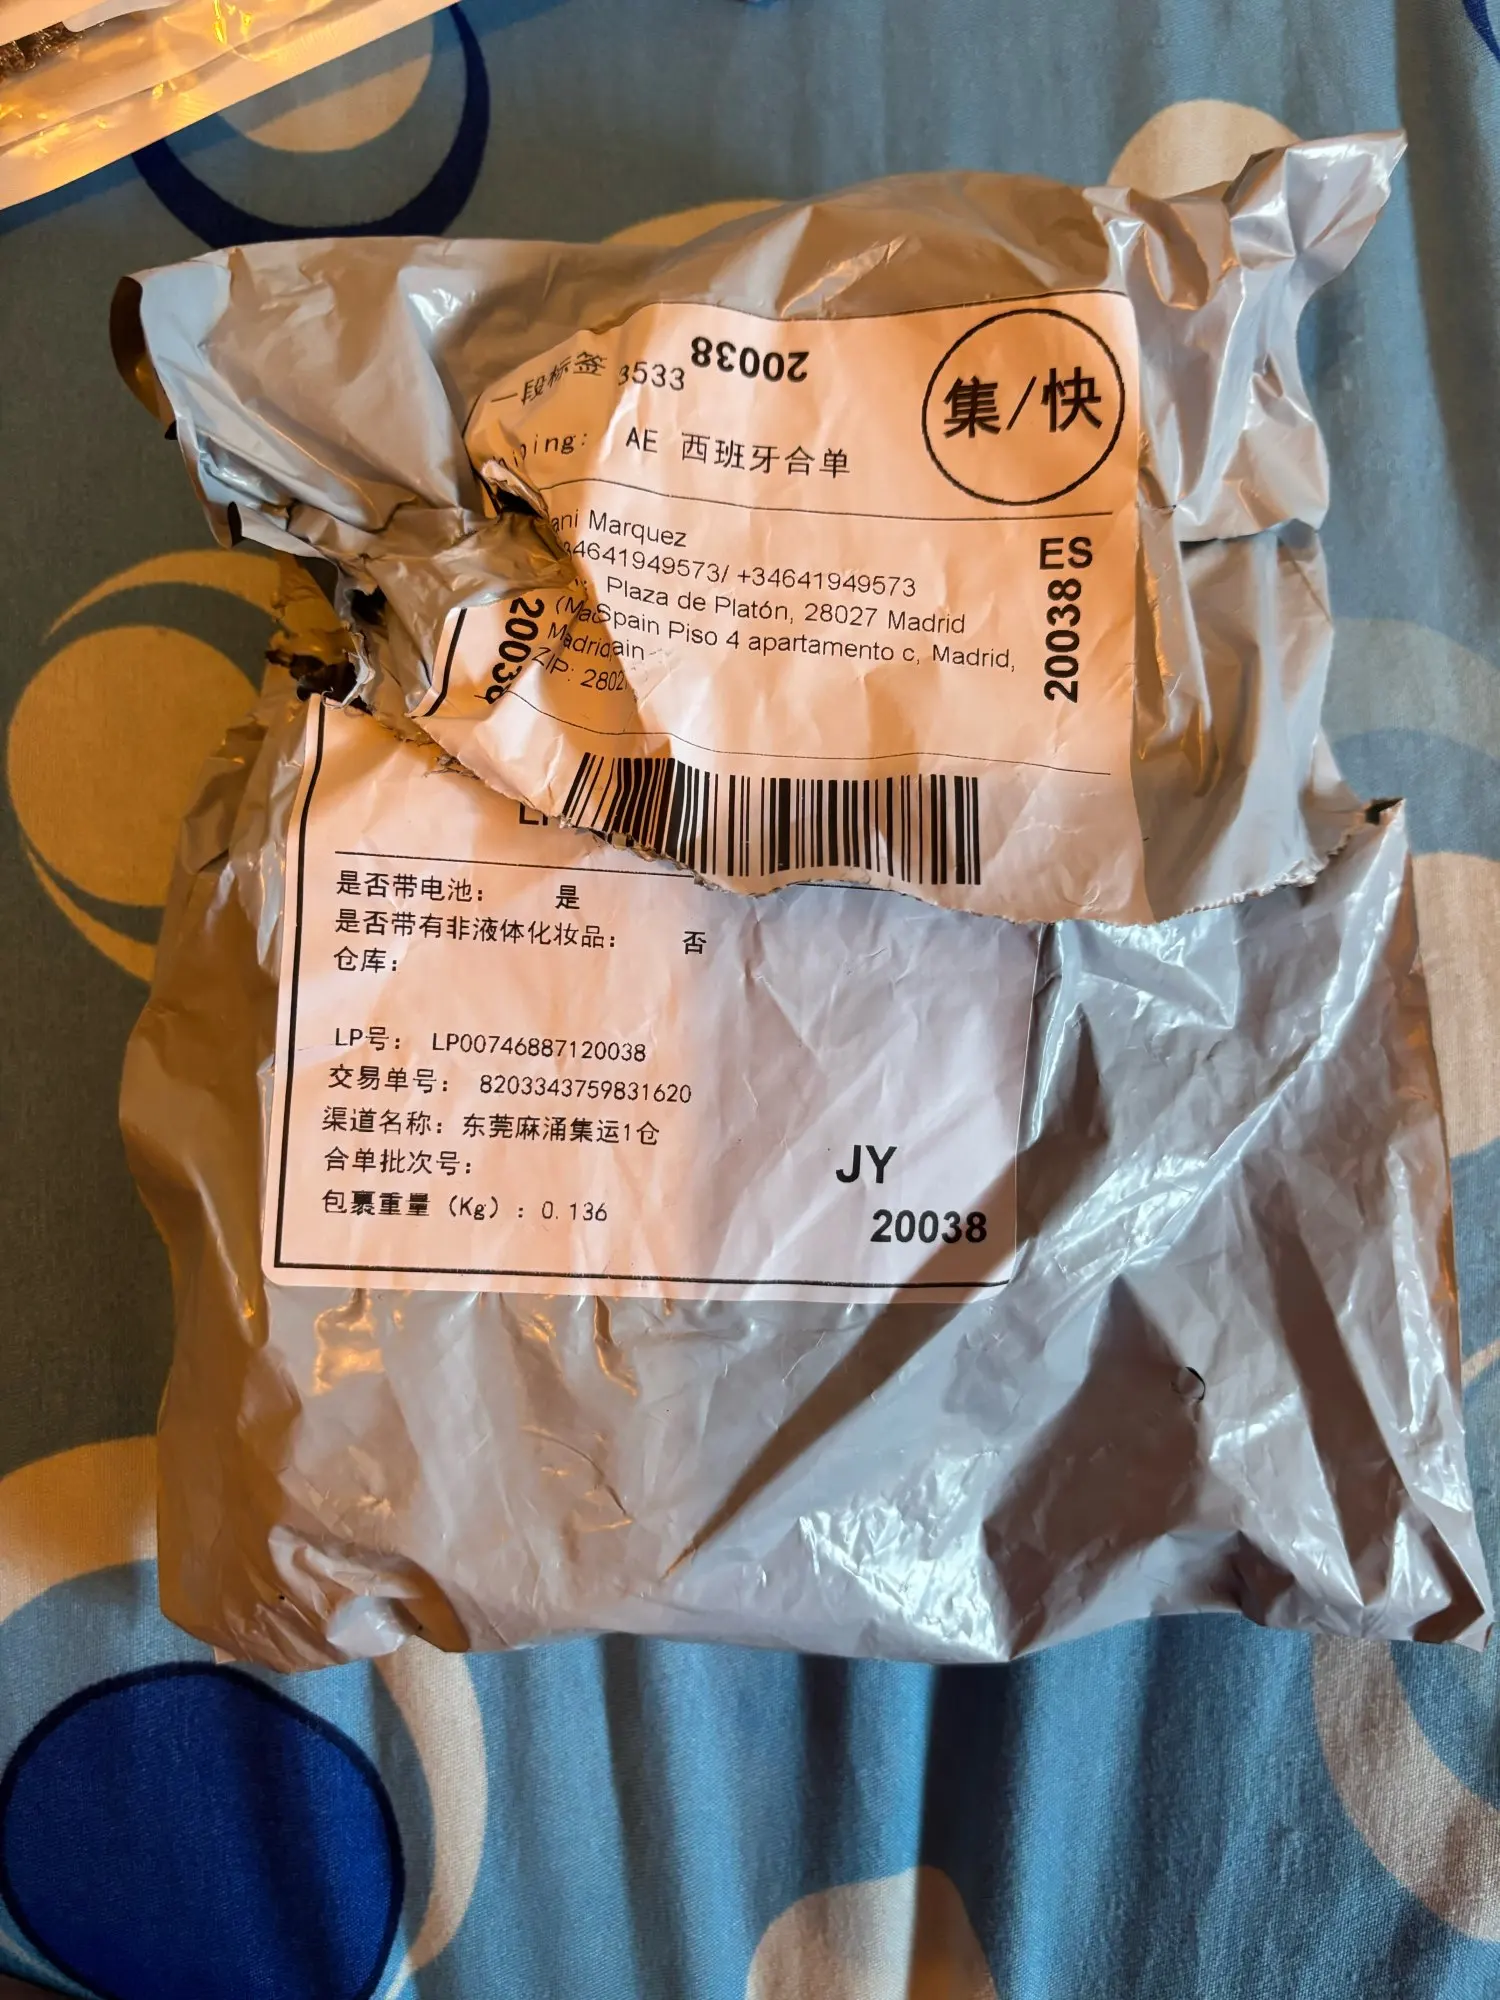 一段标签 3533 20038
集/快
AE 西班牙合单
ani Marquez
34641949573/ +34641949573
Plaza de Platón, 28027 Madrid
Spain Piso 4 apartamento c, Madrid,
Madrid ain
ZIP: 2802
ES
20038
2003
是否带电池: 是
是否带有非液体化妆品: 否
仓库:
LP号: LP00746887120038
交易单号: 8203343759831620
渠道名称: 东莞麻涌集运1仓
合单批次号:
包裹重量 (Kg) : 0.136
JY
20038